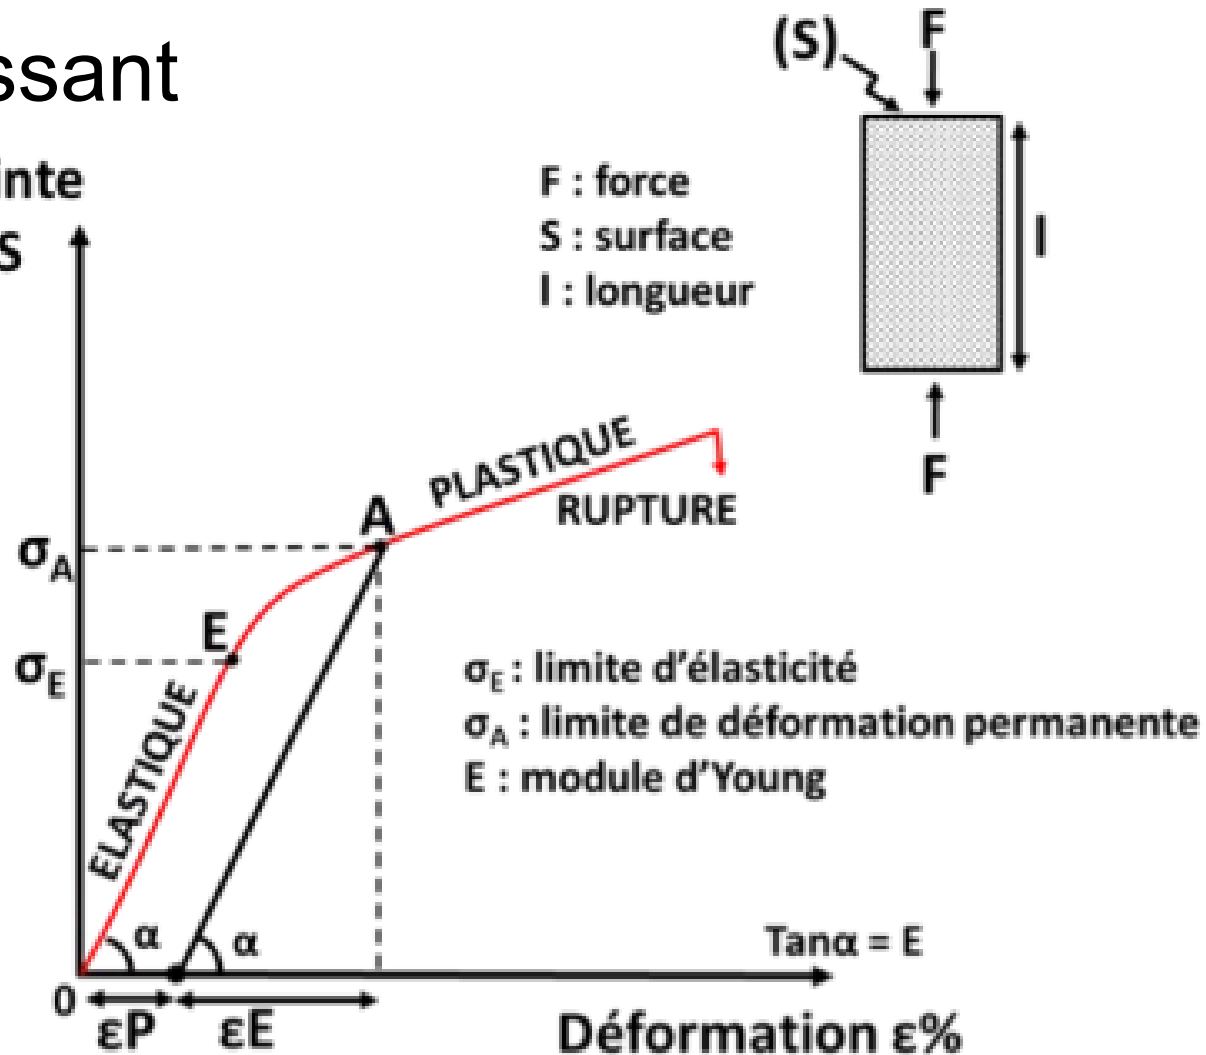 ssant
(S)
F
inte
S
F : force
S : surface
l : longueur
l
F
PLASTIQUE
RUPTURE
A
σA
E
σE
ELASTIQUE
σE : limite d'élasticité
σA : limite de déformation permanente
E : module d'Young
α
α
Tanα = E
0
εP
εE
Déformation ε%